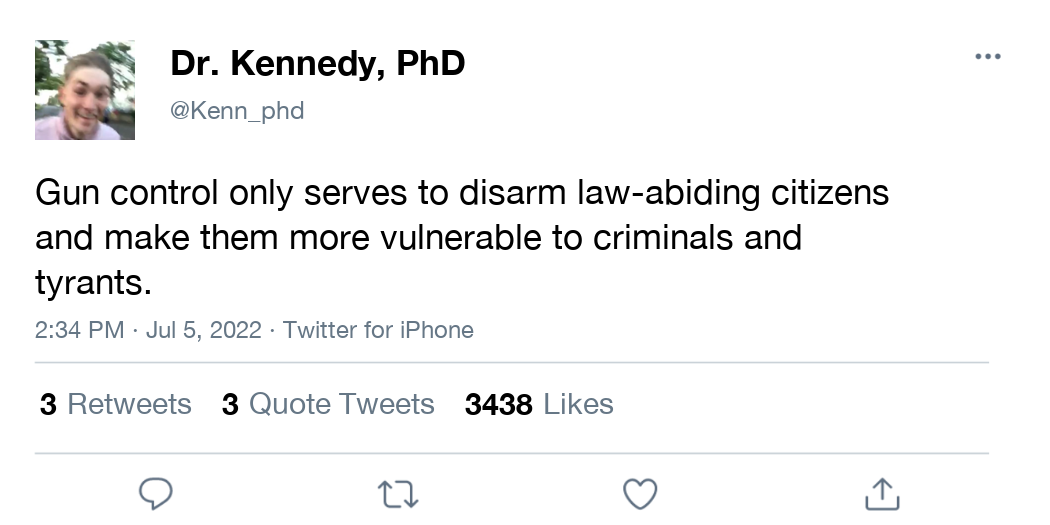 Dr. Kennedy, PhD
@Kenn_phd
Gun control only serves to disarm law-abiding citizens
and make them more vulnerable to criminals and
tyrants.
2:34 PM · Jul 5, 2022 · Twitter for iPhone
3 Retweets 3 Quote Tweets 3438 Likes